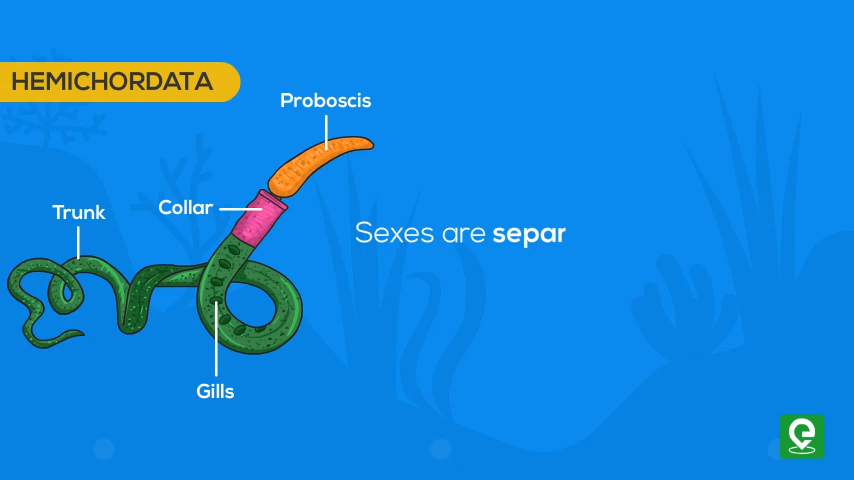 HEMICHORDATA
Proboscis
Trunk
Collar
Sexes are separ
Gills